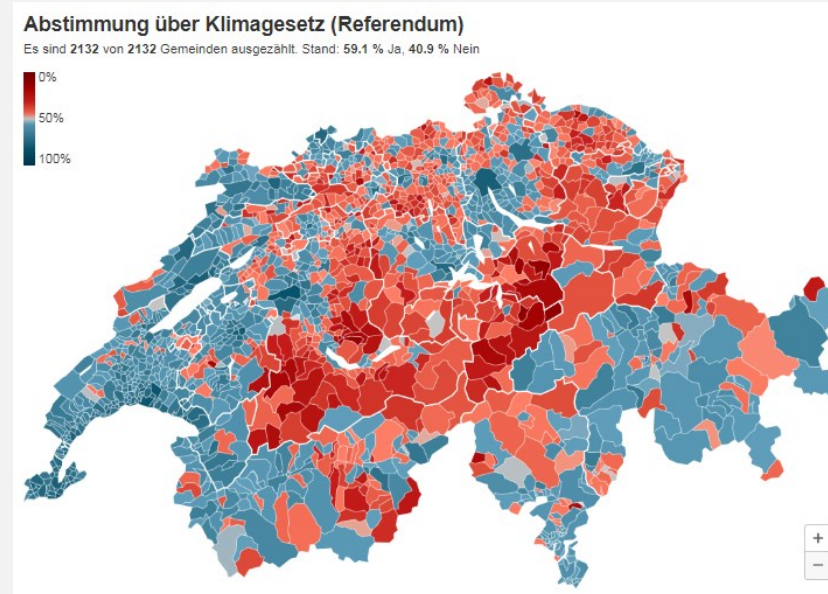 Abstimmung über Klimagesetz (Referendum)
Es sind 2132 von 2132 Gemeinden ausgezählt. Stand: 59.1 % Ja, 40.9 % Nein
0%
50%
100%
+
−